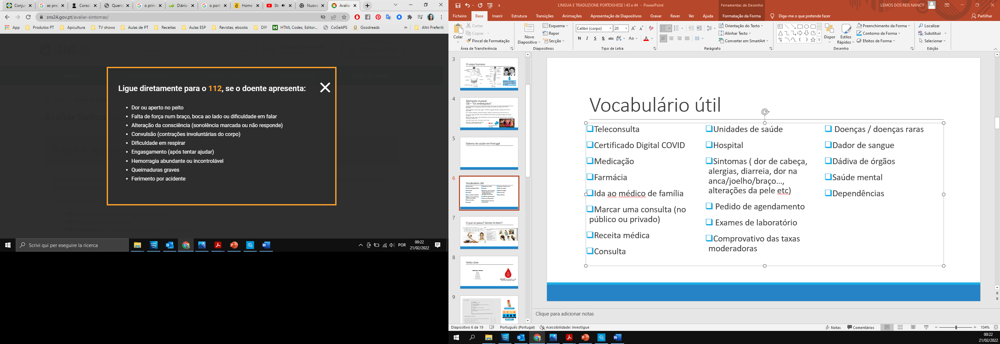 Conjur
as prep
Corso:
Querid
o prino
Diário
o port
Home
Str
Nuova
Avalia
sns24.gov.pt/avaliar-sintomas/
App
Produtos PT
Apicultura
TV shows
Aulas de PT
Receitas
Aulas ESP
Revistas, ebooks
DIY
HTML Codes, Editor...
CoGeAPS
Goodreads
»
Altri Preferiti
SNS 24
Avaliar Sintom
Ligue diretamente para o 112, se o doente apresenta:
• Dor ou aperto no peito
• Falta de força num braço, boca ao lado ou dificuldade em falar
• Alteração da consciência (sonolência marcada ou não responde)
• Convulsão (contrações involuntárias do corpo)
• Dificuldade em respirar
• Engasgamento (após tentar ajudar)
• Hemorragia abundante ou incontrolável
• Queimaduras graves
• Ferimento por acidente
Scrivi qui per eseguire la ricerca
POR
00:22
21/02/2022
LINGUA E TRADUZIONE PORTOGHESE I 43 e 44 - PowerPoint
Ferramentas de Desenho
LEMOS DOS REIS NANCY
Ficheiro
Base
Inserir
Estrutura
Transições
Animações
Apresentação de Diapositivos
Gravar
Rever
Ver
Ajuda
Formatação da Forma
Diga-me o que pretende fazer
Partilhar
Colar
Cortar
Copiar
Pincel de Formatação
Área de Transferência
Novo
Diapositivo
Esquema
Repor
Secção
Diapositivos
Calibri (corpo)
20
N I S S abc AV Aa A
Tipo de Letra
Orientação do Texto
Alinhar Texto
Converter em SmartArt
Parágrafo
Dispor
Estilos
Rápidos
Preenchimento da Forma
Contorno da Forma
Efeitos de Forma
Desenho
Localizar
Substituir
Selecionar
Edição
3
O corpo humano
4
Momento musical
Olá – “Os embeiçados”
5
Sistema de saúde em Portugal
6
Vocabulário útil
7
O que se passa? Sentes-te bem?
8
Verbo doer
9
Vocabulário útil
Teleconsulta
Certificado Digital COVID
Medicação
Farmácia
Ida ao médico de família
Marcar uma consulta (no
público ou privado)
Receita médica
Consulta
Unidades de saúde
Hospital
Sintomas ( dor de cabeça,
alergias, diarreia, dor na
anca/joelho/braço...,
alterações da pele etc)
Pedido de agendamento
Exames de laboratório
Comprovativo das taxas
moderadoras
Doenças / doenças raras
Dador de sangue
Dádiva de órgãos
Saúde mental
Dependências
Clique para adicionar notas
Diapositivo 6 de 19
Português (Portugal)
Acessibilidade: investigue
Notas
Comentários
104%
00:22
21/02/2022